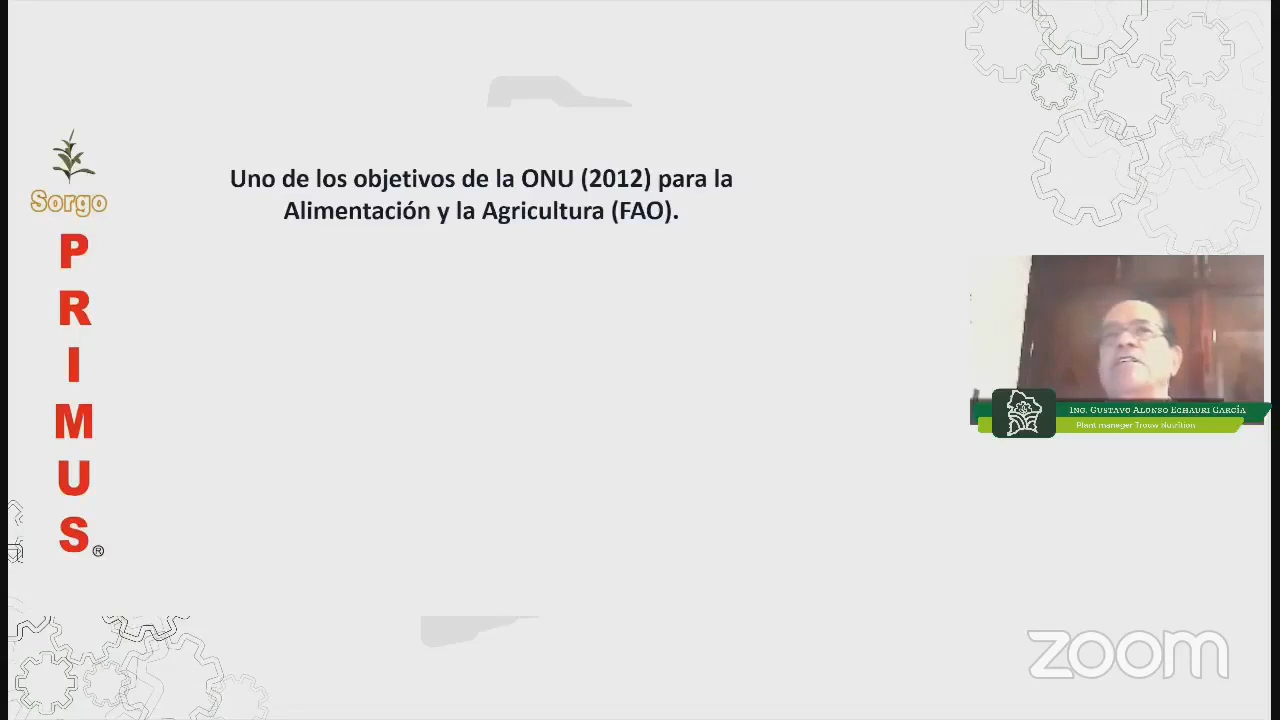 Uno de los objetivos de la ONU (2012) para la
Alimentación y la Agricultura (FAO).
Sorgo
PRIMUS®
Ing. Gustavo Alonso Echauri García
Plant manager Trouw Nutrition
zoom